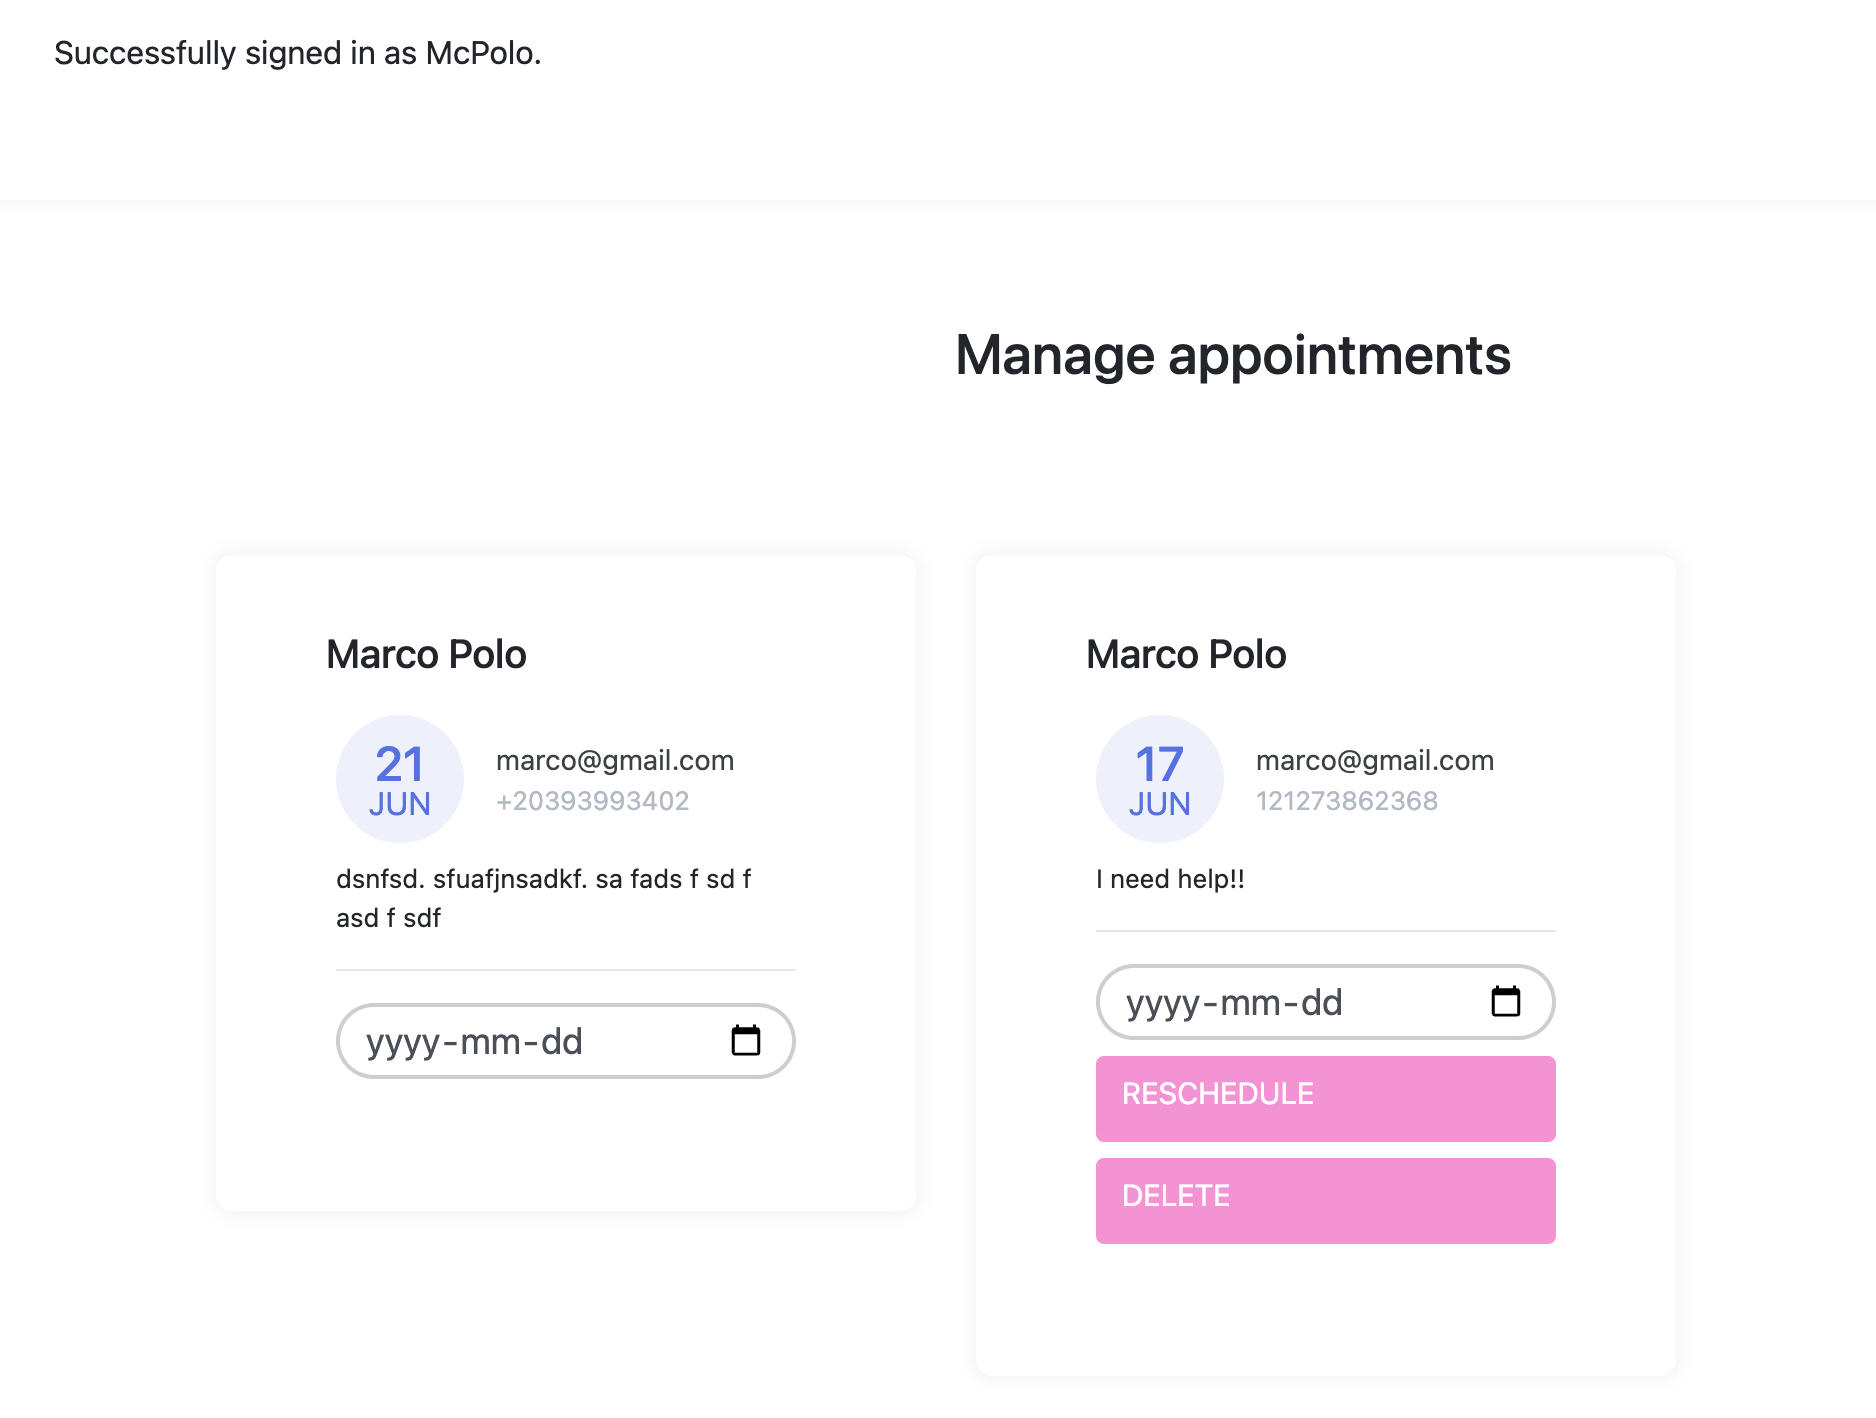 Successfully signed in as McPolo.
Manage appointments
Marco Polo
21
JUN
marco@gmail.com
+20393993402
dsnfsd. sfuafjnsadkf. sa fads f sd f
asd f sdf
yyyy-mm-dd
Marco Polo
17
JUN
marco@gmail.com
121273862368
I need help!!
yyyy-mm-dd
RESCHEDULE
DELETE